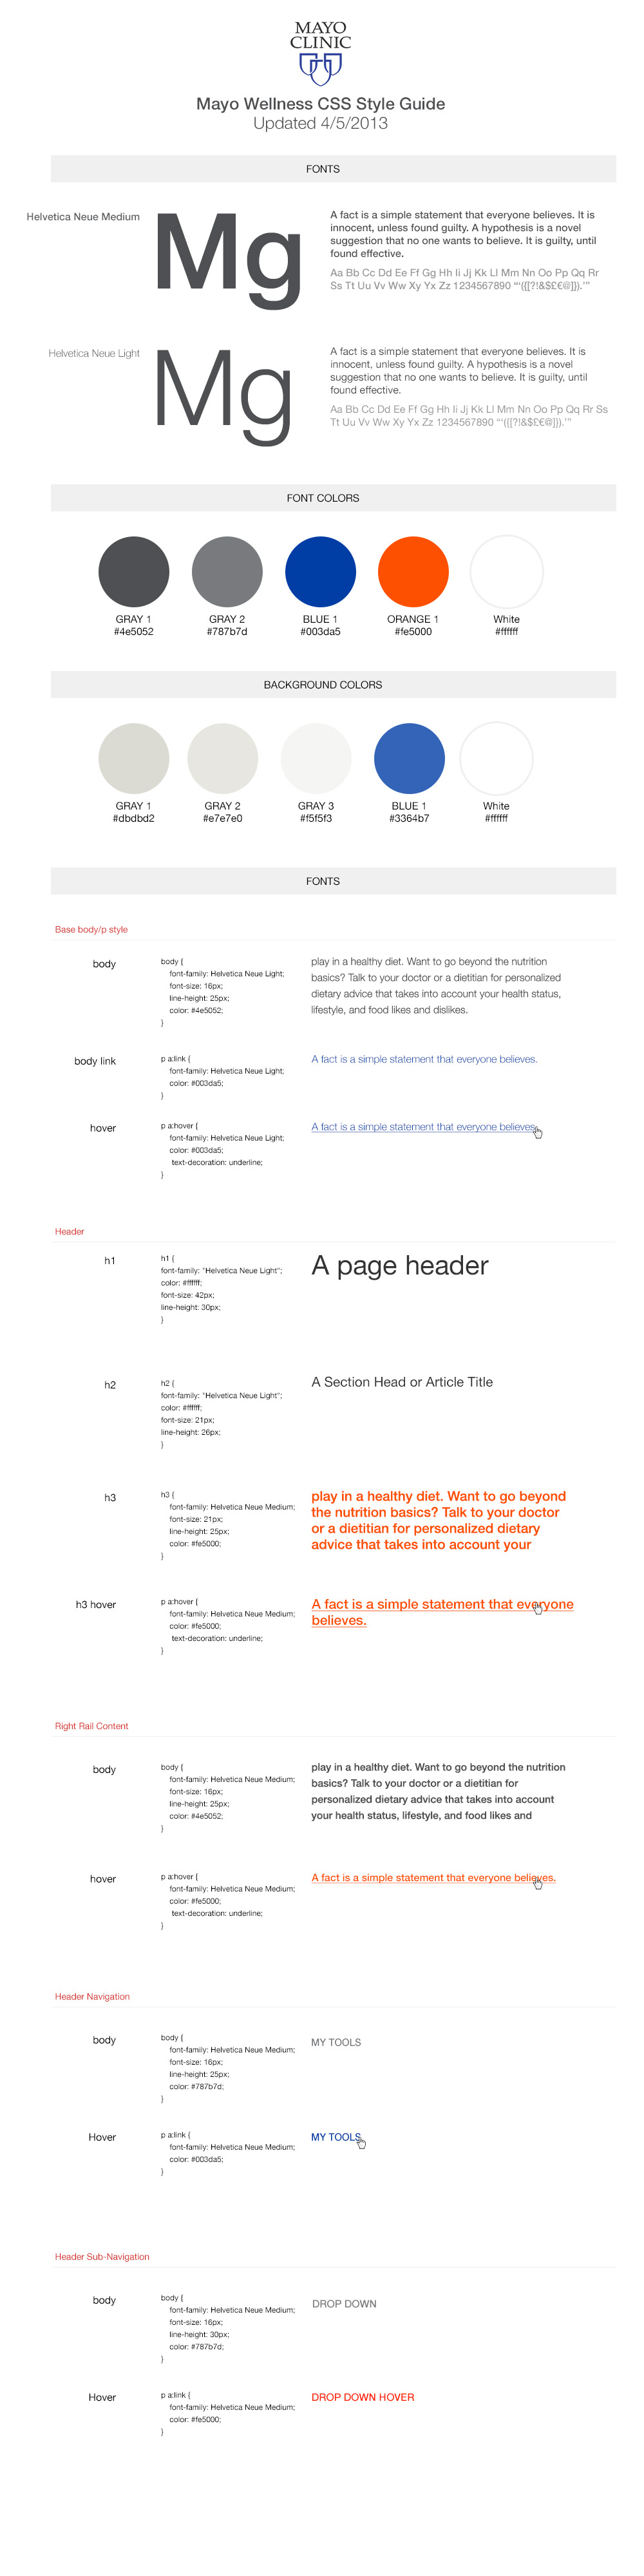 MAYO
CLINIC
Mayo Wellness CSS Style Guide
Updated 4/5/2013
FONTS
Helvetica Neue Medium
Mg
A fact is a simple statement that everyone believes. It is
innocent, unless found guilty. A hypothesis is a novel
suggestion that no one wants to believe. It is guilty, until
found effective.
Aa Bb Cc Dd Ee Ff Gg Hh Ii Jj Kk Ll Mm Nn Oo Pp Qq Rr
Ss Tt Uu Vv Ww Xy Yx Zz 1234567890 “‘({[?!&$£€@]}).’”
Helvetica Neue Light
Mg
A fact is a simple statement that everyone believes. It is
innocent, unless found guilty. A hypothesis is a novel
suggestion that no one wants to believe. It is guilty, until
found effective.
Aa Bb Cc Dd Ee Ff Gg Hh Ii Jj Kk Ll Mm Nn Oo Pp Qq Rr Ss
Tt Uu Vv Ww Xy Yx Zz 1234567890 “‘({[?!&$£€@]}).’”
FONT COLORS
GRAY 1
#4e5052
GRAY 2
#787b7d
BLUE 1
#003da5
ORANGE 1
#fe5000
White
#ffffff
BACKGROUND COLORS
GRAY 1
#dbdbd2
GRAY 2
#e7e7e0
GRAY 3
#f5f5f3
BLUE 1
#3364b7
White
#ffffff
FONTS
Base body/p style
body
body {
font-family: Helvetica Neue Light;
font-size: 16px;
line-height: 25px;
color: #4e5052;
}
play in a healthy diet. Want to go beyond the nutrition
basics? Talk to your doctor or a dietitian for personalized
dietary advice that takes into account your health status,
lifestyle, and food likes and dislikes.
body link
p a:link {
font-family: Helvetica Neue Light;
color: #003da5;
}
A fact is a simple statement that everyone believes.
hover
p a:hover {
font-family: Helvetica Neue Light;
color: #003da5;
text-decoration: underline;
}
A fact is a simple statement that everyone believes.
Header
h1
h1 {
font-family: "Helvetica Neue Light";
color: #ffffff;
font-size: 42px;
line-height: 30px;
}
A page header
h2
h2 {
font-family: "Helvetica Neue Light";
color: #ffffff;
font-size: 21px;
line-height: 26px;
}
A Section Head or Article Title
h3
h3 {
font-family: Helvetica Neue Medium;
font-size: 21px;
line-height: 25px;
color: #fe5000;
}
play in a healthy diet. Want to go beyond
the nutrition basics? Talk to your doctor
or a dietitian for personalized dietary
advice that takes into account your
h3 hover
p a:hover {
font-family: Helvetica Neue Medium;
color: #fe5000;
text-decoration: underline;
}
A fact is a simple statement that everyone
believes.
Right Rail Content
body
body {
font-family: Helvetica Neue Medium;
font-size: 16px;
line-height: 25px;
color: #4e5052;
}
play in a healthy diet. Want to go beyond the nutrition
basics? Talk to your doctor or a dietitian for
personalized dietary advice that takes into account
your health status, lifestyle, and food likes and
hover
p a:hover {
font-family: Helvetica Neue Medium;
color: #fe5000;
text-decoration: underline;
}
A fact is a simple statement that everyone believes.
Header Navigation
body
body {
font-family: Helvetica Neue Medium;
font-size: 16px;
line-height: 25px;
color: #787b7d;
}
MY TOOLS
Hover
p a:link {
font-family: Helvetica Neue Medium;
color: #003da5;
}
MY TOOLS
Header Sub-Navigation
body
body {
font-family: Helvetica Neue Medium;
font-size: 16px;
line-height: 30px;
color: #787b7d;
}
DROP DOWN
Hover
p a:link {
font-family: Helvetica Neue Medium;
color: #fe5000;
}
DROP DOWN HOVER